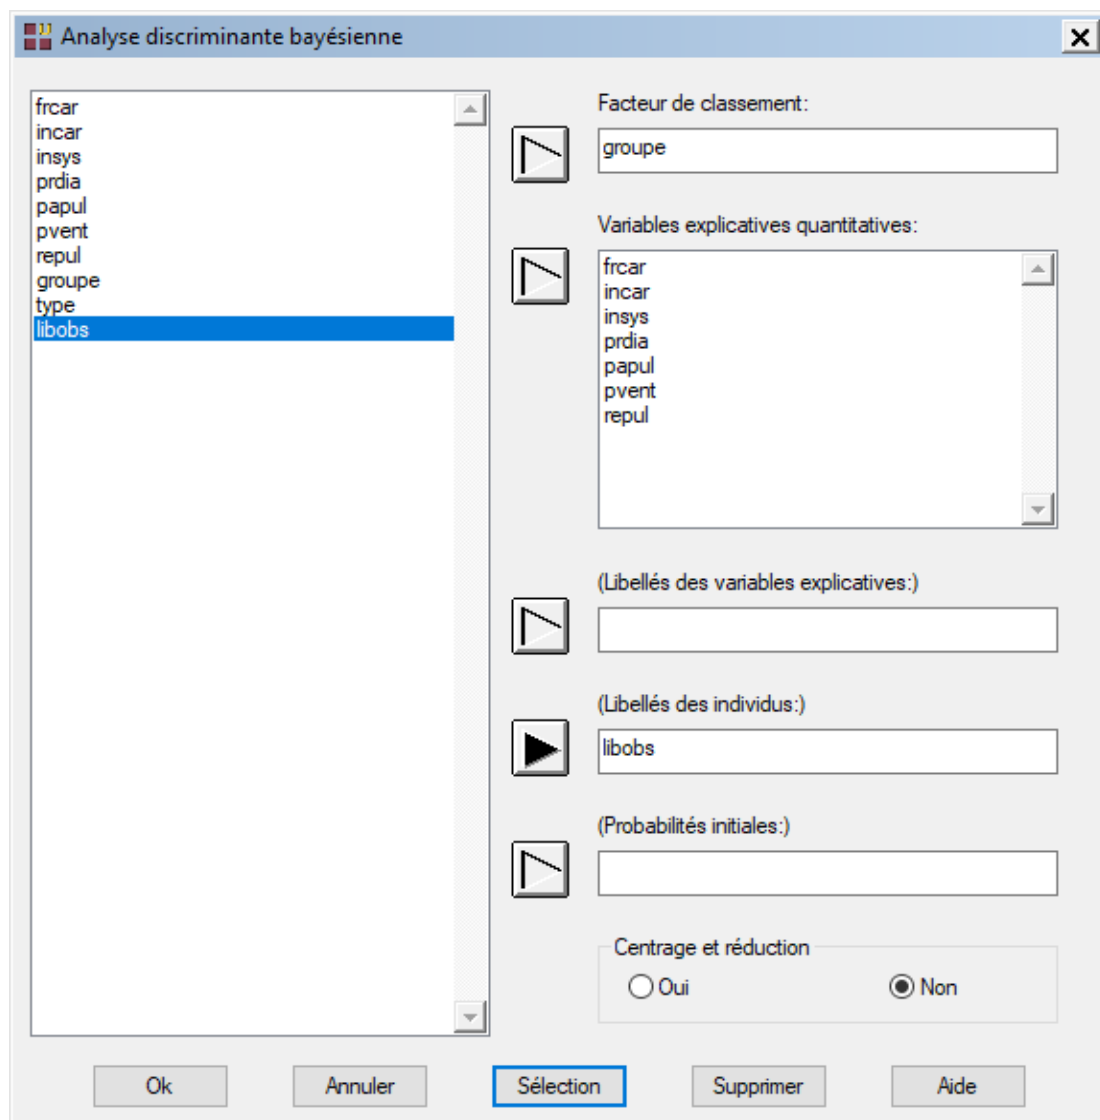 Analyse discriminante bayésienne
frcar
incar
insys
prdia
papul
pvent
repul
groupe
type
libobs
Facteur de classement:
groupe
Variables explicatives quantitatives:
frcar
incar
insys
prdia
papul
pvent
repul
(Libellés des variables explicatives:)
(Libellés des individus:)
libobs
(Probabilités initiales:)
Centrage et réduction
Oui
Non
Ok
Annuler
Sélection
Supprimer
Aide